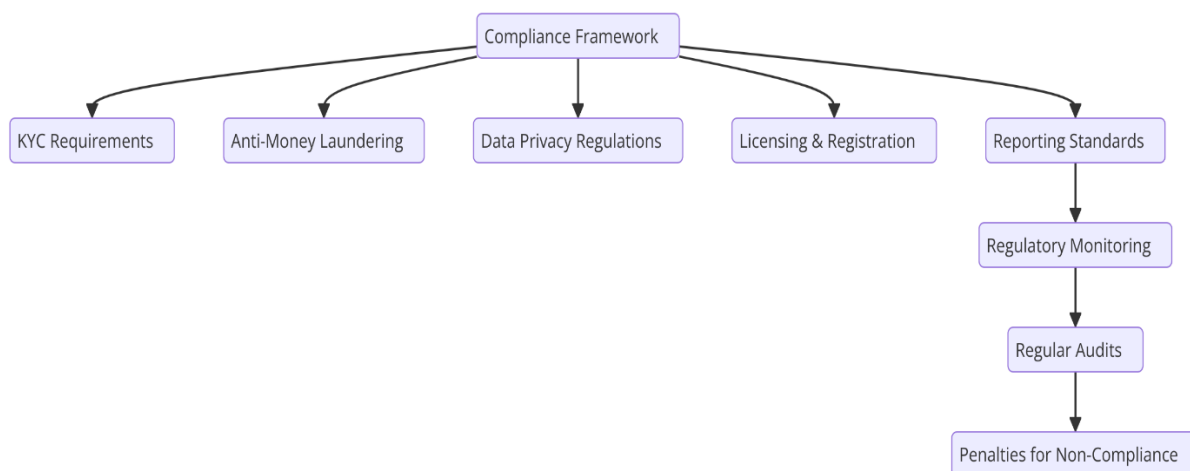 Compliance Framework
KYC Requirements
Anti-Money Laundering
Data Privacy Regulations
Licensing & Registration
Reporting Standards
Regulatory Monitoring
Regular Audits
Penalties for Non-Compliance